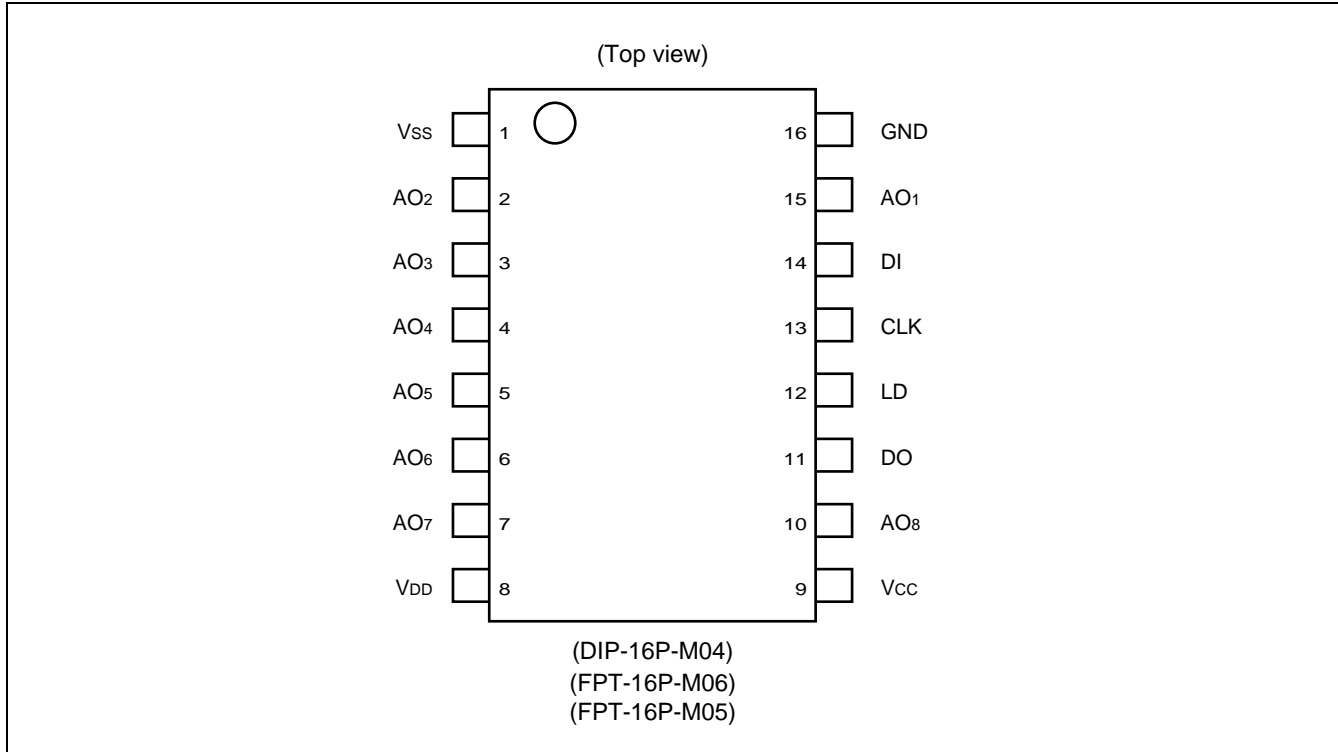 (Top view)
VSS 1 16 GND
AO2 2 15 AO1
AO3 3 14 DI
AO4 4 13 CLK
AO5 5 12 LD
AO6 6 11 DO
AO7 7 10 AO8
VDD 8 9 VCC
(DIP-16P-M04)
(FPT-16P-M06)
(FPT-16P-M05)